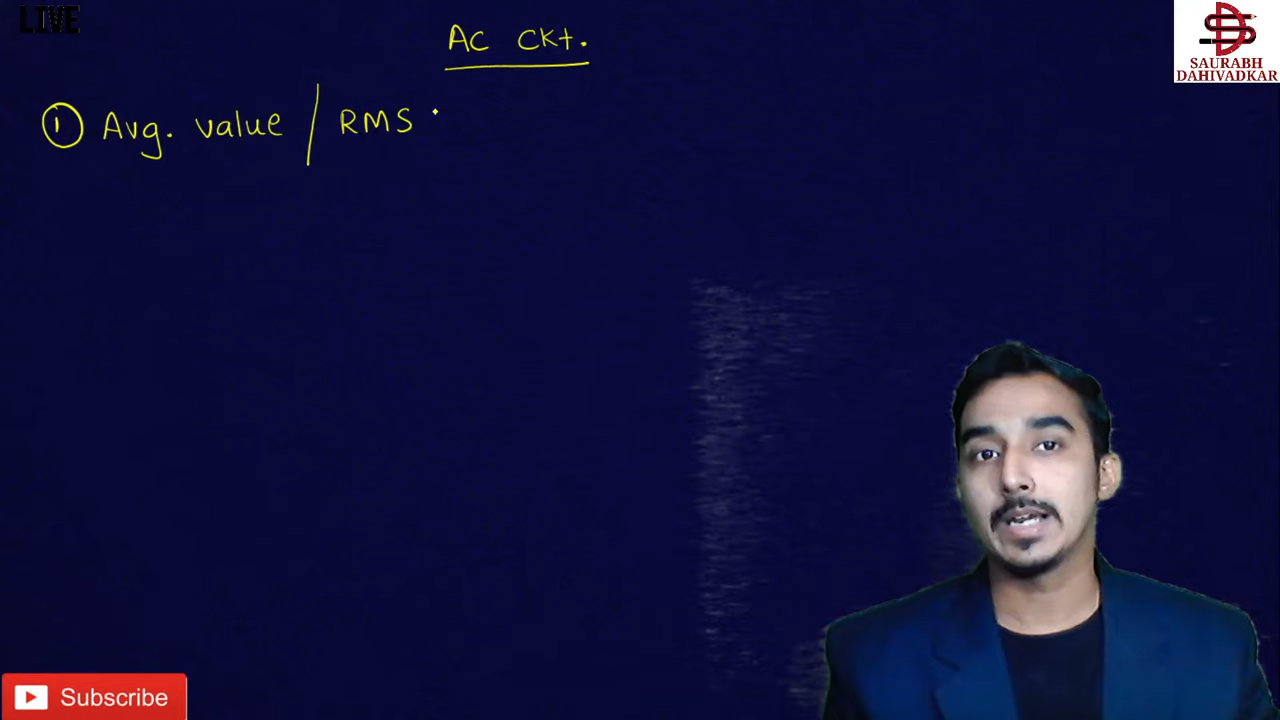 LIVE
AC CKt.
SAURABH
DAHIVADKAR
① Avg. value / RMS
Subscribe